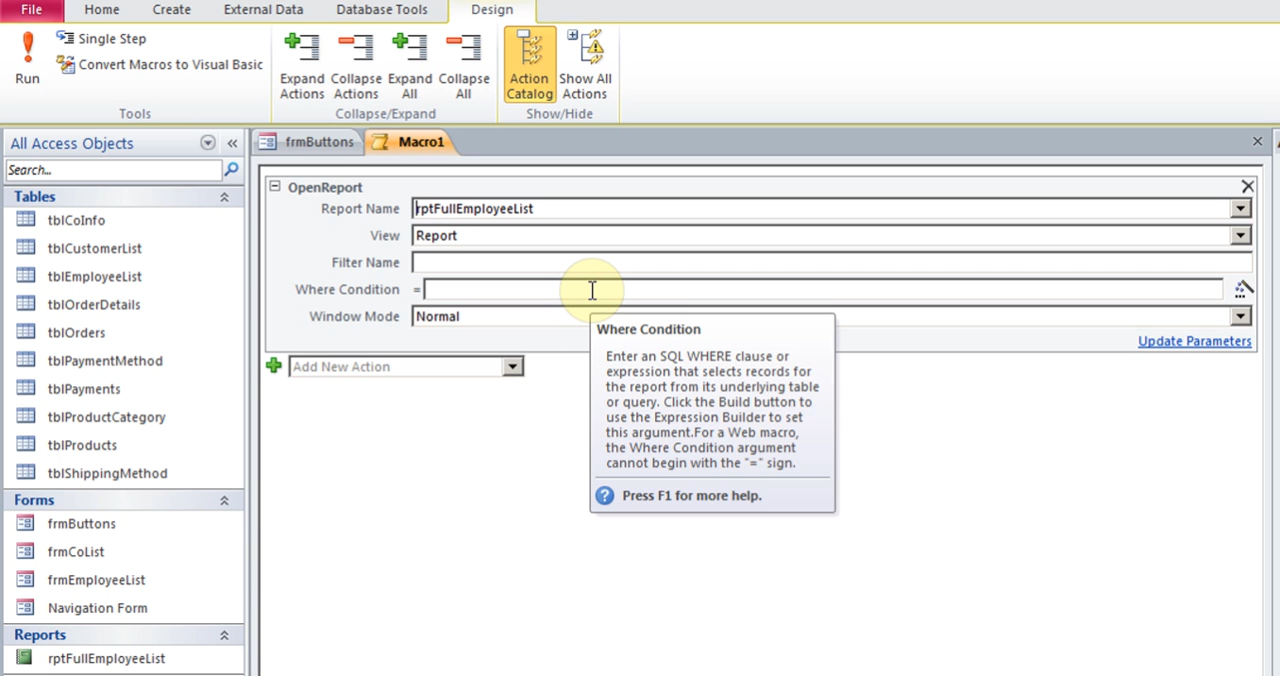 File Home Create External Data Database Tools Design
Run
Single Step
Convert Macros to Visual Basic
Tools
Expand Actions
Collapse Actions
Expand All
Collapse All
Collapse/Expand
Action Catalog
Show All Actions
Show/Hide
All Access Objects
Search...
Tables
tblCoInfo
tblCustomerList
tblEmployeeList
tblOrderDetails
tblOrders
tblPaymentMethod
tblPayments
tblProductCategory
tblProducts
tblShippingMethod
Forms
frmButtons
frmCoList
frmEmployeeList
Navigation Form
Reports
rptFullEmployeeList
frmButtons Macro1
OpenReport
Report Name rptFullEmployeeList
View Report
Filter Name
Where Condition =
Window Mode Normal
Update Parameters
Add New Action
Where Condition
Enter an SQL WHERE clause or
expression that selects records for
the report from its underlying table
or query. Click the Build button to
use the Expression Builder to set
this argument.For a Web macro,
the Where Condition argument
cannot begin with the "=" sign.
Press F1 for more help.